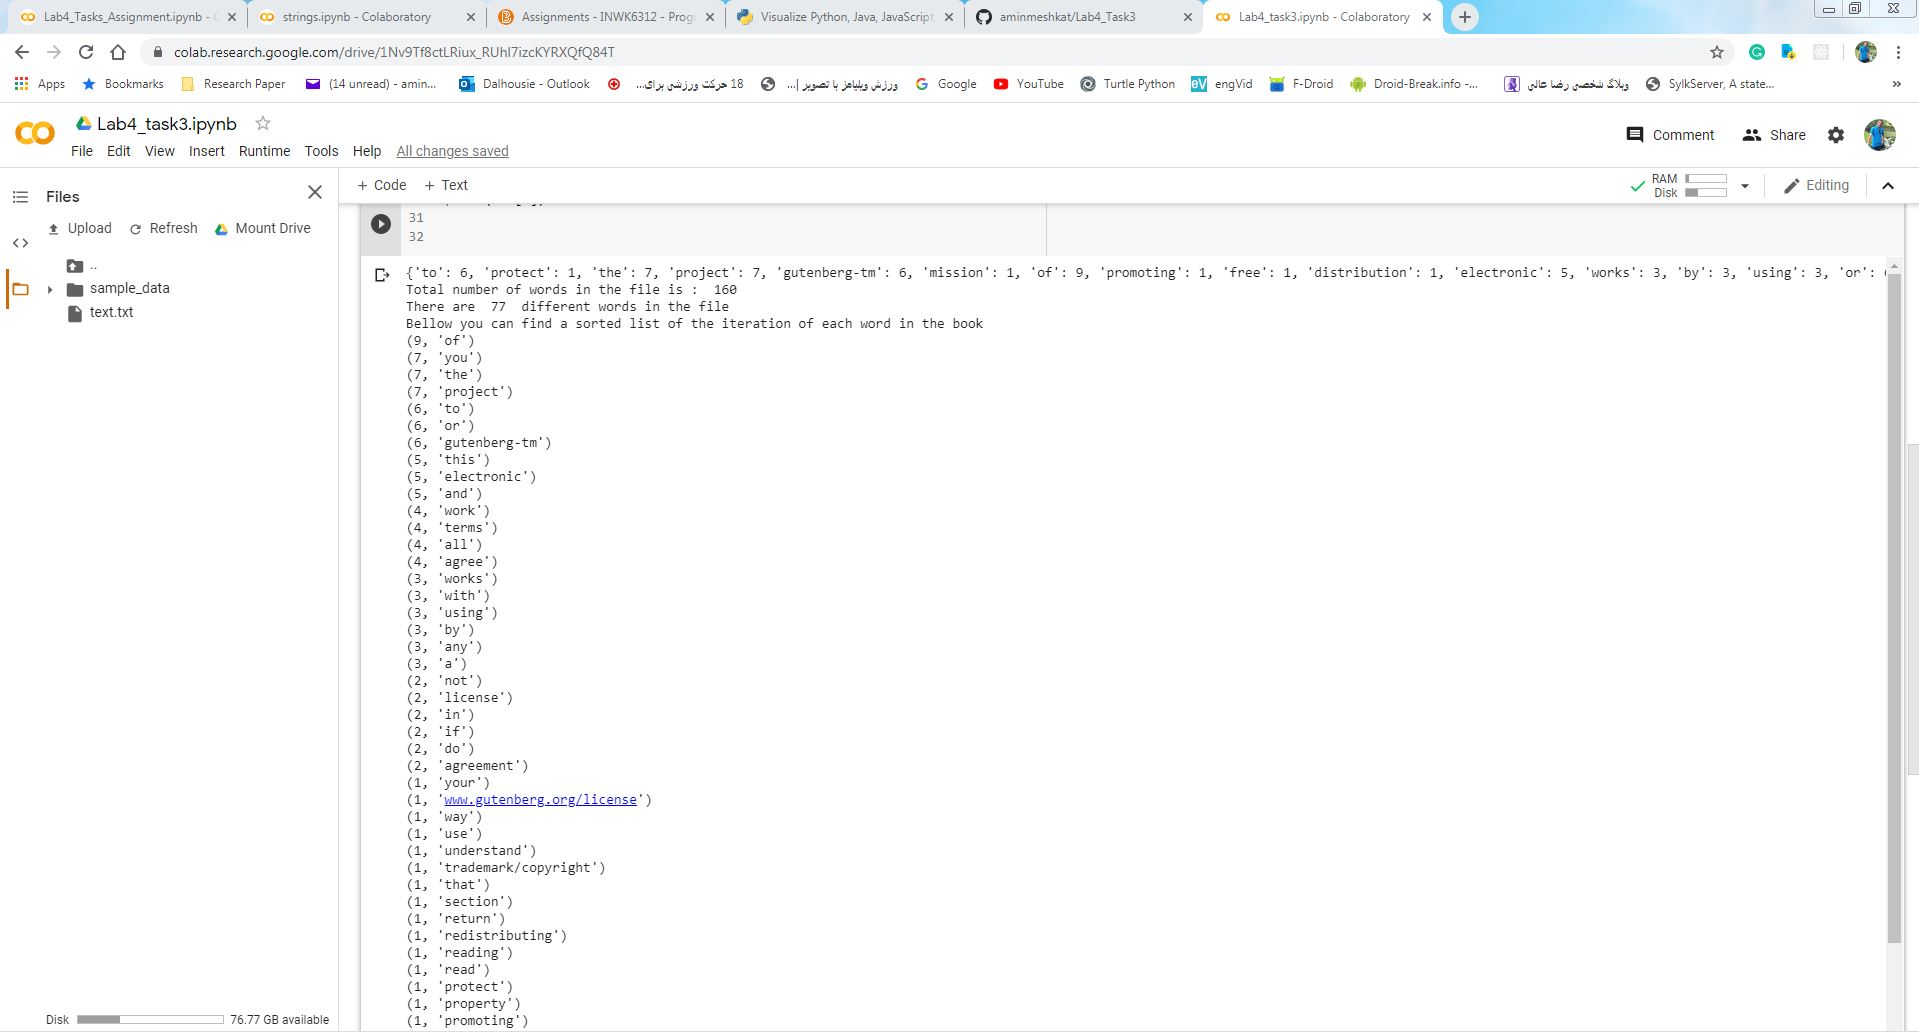 Lab4_Tasks_Assignment.ipynb - C
strings.ipynb - Colaboratory
Assignments - INWK6312 - Prog
Visualize Python, Java, JavaScript,
aminmeshkat/Lab4_Task3
Lab4_task3.ipynb - Colaboratory
colab.research.google.com/drive/1Nv9Tf8ctLRiux_RUhI7izcKYRXQfQ84T
Apps
Bookmarks
Research Paper
(14 unread) - amin...
Dalhousie - Outlook
18 حرکت ورزشی برای...
ورزش ویلیامز با تصویر |...
Google
YouTube
Turtle Python
engVid
F-Droid
Droid-Break.info -...
وبلاگ شخصی رضا عالی
SylkServer, A state...
»
Lab4_task3.ipynb
Comment
Share
File Edit View Insert Runtime Tools Help All changes saved
Files
Upload Refresh Mount Drive
..
sample_data
text.txt
Disk 76.77 GB available
+ Code + Text
RAM
Disk
Editing
31
32
{'to': 6, 'protect': 1, 'the': 7, 'project': 7, 'gutenberg-tm': 6, 'mission': 1, 'of': 9, 'promoting': 1, 'free': 1, 'distribution': 1, 'electronic': 5, 'works': 3, 'by': 3, 'using': 3, 'or':
Total number of words in the file is :  160
There are  77  different words in the file
Bellow you can find a sorted list of the iteration of each word in the book
(9, 'of')
(7, 'you')
(7, 'the')
(7, 'project')
(6, 'to')
(6, 'or')
(6, 'gutenberg-tm')
(5, 'this')
(5, 'electronic')
(5, 'and')
(4, 'work')
(4, 'terms')
(4, 'all')
(4, 'agree')
(3, 'works')
(3, 'with')
(3, 'using')
(3, 'by')
(3, 'any')
(3, 'a')
(2, 'not')
(2, 'license')
(2, 'in')
(2, 'if')
(2, 'do')
(2, 'agreement')
(1, 'your')
(1, 'www.gutenberg.org/license')
(1, 'way')
(1, 'use')
(1, 'understand')
(1, 'trademark/copyright')
(1, 'that')
(1, 'section')
(1, 'return')
(1, 'redistributing')
(1, 'reading')
(1, 'read')
(1, 'protect')
(1, 'property')
(1, 'promoting')